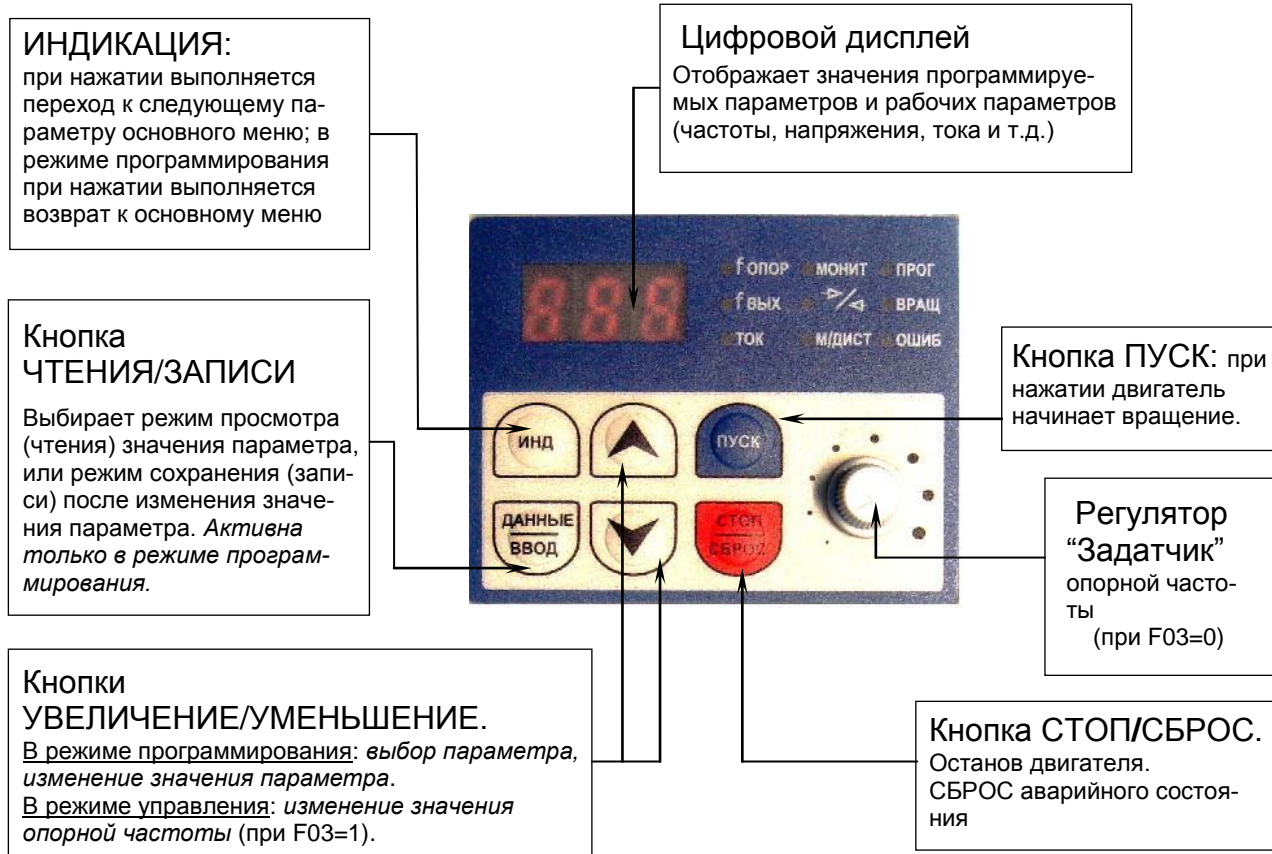 ИНДИКАЦИЯ:
при нажатии выполняется
переход к следующему па-
раметру основного меню; в
режиме программирования
при нажатии выполняется
возврат к основному меню
Цифровой дисплей
Отображает значения программируе-
мых параметров и рабочих параметров
(частоты, напряжения, тока и т.д.)
Кнопка
ЧТЕНИЯ/ЗАПИСИ
Выбирает режим просмотра
(чтения) значения параметра,
или режим сохранения (запи-
си) после изменения значе-
ния параметра. Активна
только в режиме програм-
мирования.
888
f ОПОР МОНИТ ПРОГ
f ВЫХ ВРАЩ
ТОК М/ДИСТ ОШИБ
ИНД
ПУСК
ДАННЫЕ
ВВОД
СТОП
СБРОС
Кнопка ПУСК: при
нажатии двигатель
начинает вращение.
Регулятор
“Задатчик”
опорной часто-
ты
(при F03=0)
Кнопки
УВЕЛИЧЕНИЕ/УМЕНЬШЕНИЕ.
В режиме программирования: выбор параметра,
изменение значения параметра.
В режиме управления: изменение значения
опорной частоты (при F03=1).
Кнопка СТОП/СБРОС.
Останов двигателя.
СБРОС аварийного состоя-
ния